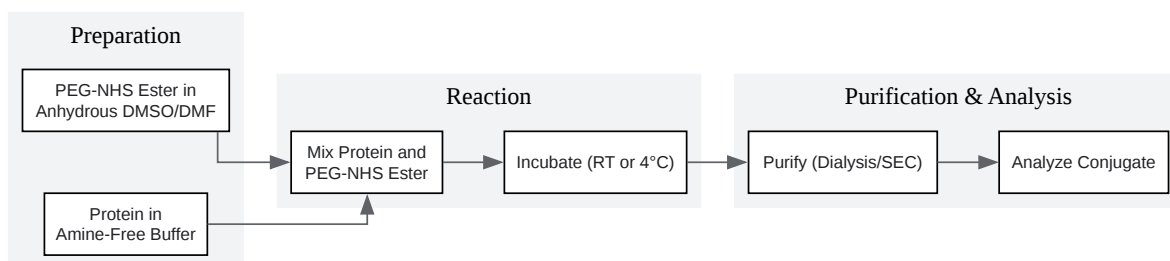 Preparation
PEG-NHS Ester in
Anhydrous DMSO/DMF
Protein in
Amine-Free Buffer
Reaction
Mix Protein and
PEG-NHS Ester
Incubate (RT or 4°C)
Purification & Analysis
Purify (Dialysis/SEC)
Analyze Conjugate